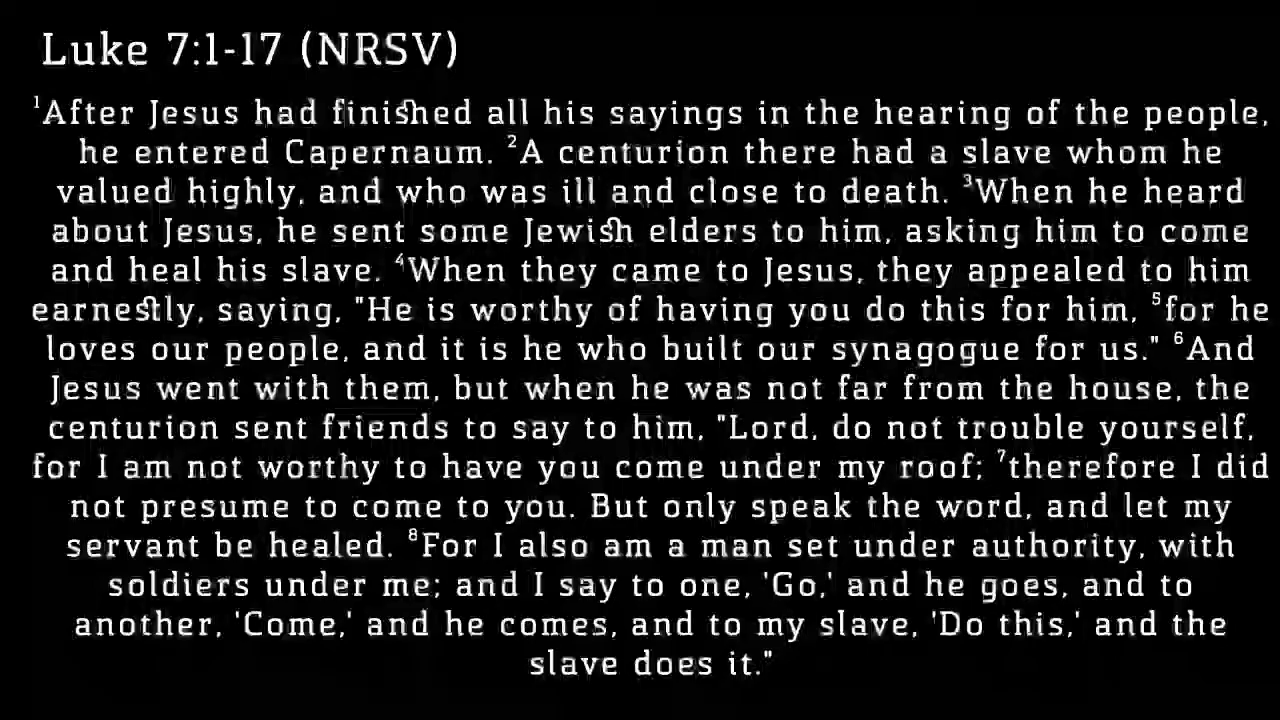 Luke 7:1-17 (NRSV)
¹After Jesus had finished all his sayings in the hearing of the people,
he entered Capernaum. ²A centurion there had a slave whom he
valued highly, and who was ill and close to death. ³When he heard
about Jesus, he sent some Jewish elders to him, asking him to come
and heal his slave. ⁴When they came to Jesus, they appealed to him
earnestly, saying, "He is worthy of having you do this for him, ⁵for he
loves our people, and it is he who built our synagogue for us." ⁶And
Jesus went with them, but when he was not far from the house, the
centurion sent friends to say to him, "Lord, do not trouble yourself,
for I am not worthy to have you come under my roof; ⁷therefore I did
not presume to come to you. But only speak the word, and let my
servant be healed. ⁸For I also am a man set under authority, with
soldiers under me; and I say to one, 'Go,' and he goes, and to
another, 'Come,' and he comes, and to my slave, 'Do this,' and the
slave does it."